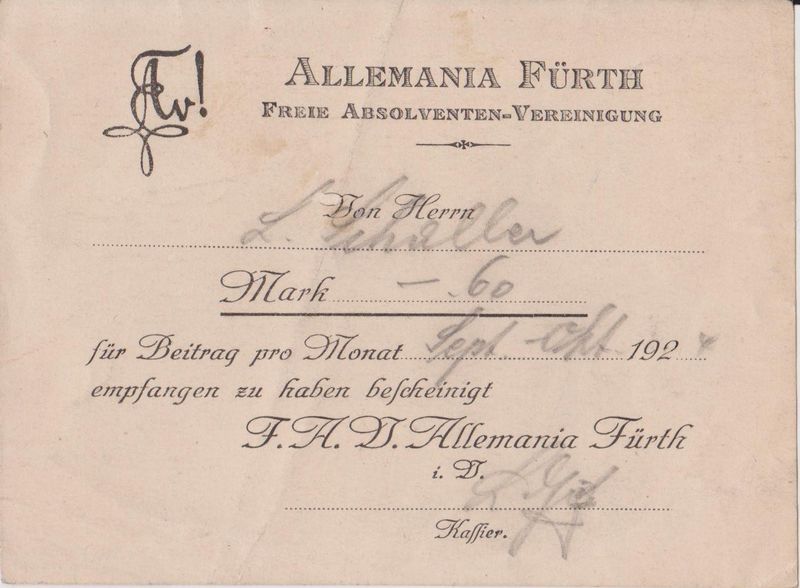 Av!
ALLEMANIA FÜRTH
FREIE ABSOLVENTEN-VEREINIGUNG
Von Herrn
L. Schaller
Mark — .60
für Beitrag pro Monat Sept. Okt. 192 4
empfangen zu haben bescheinigt
F. A. V. Allemania Fürth
i. V.
Kassier.